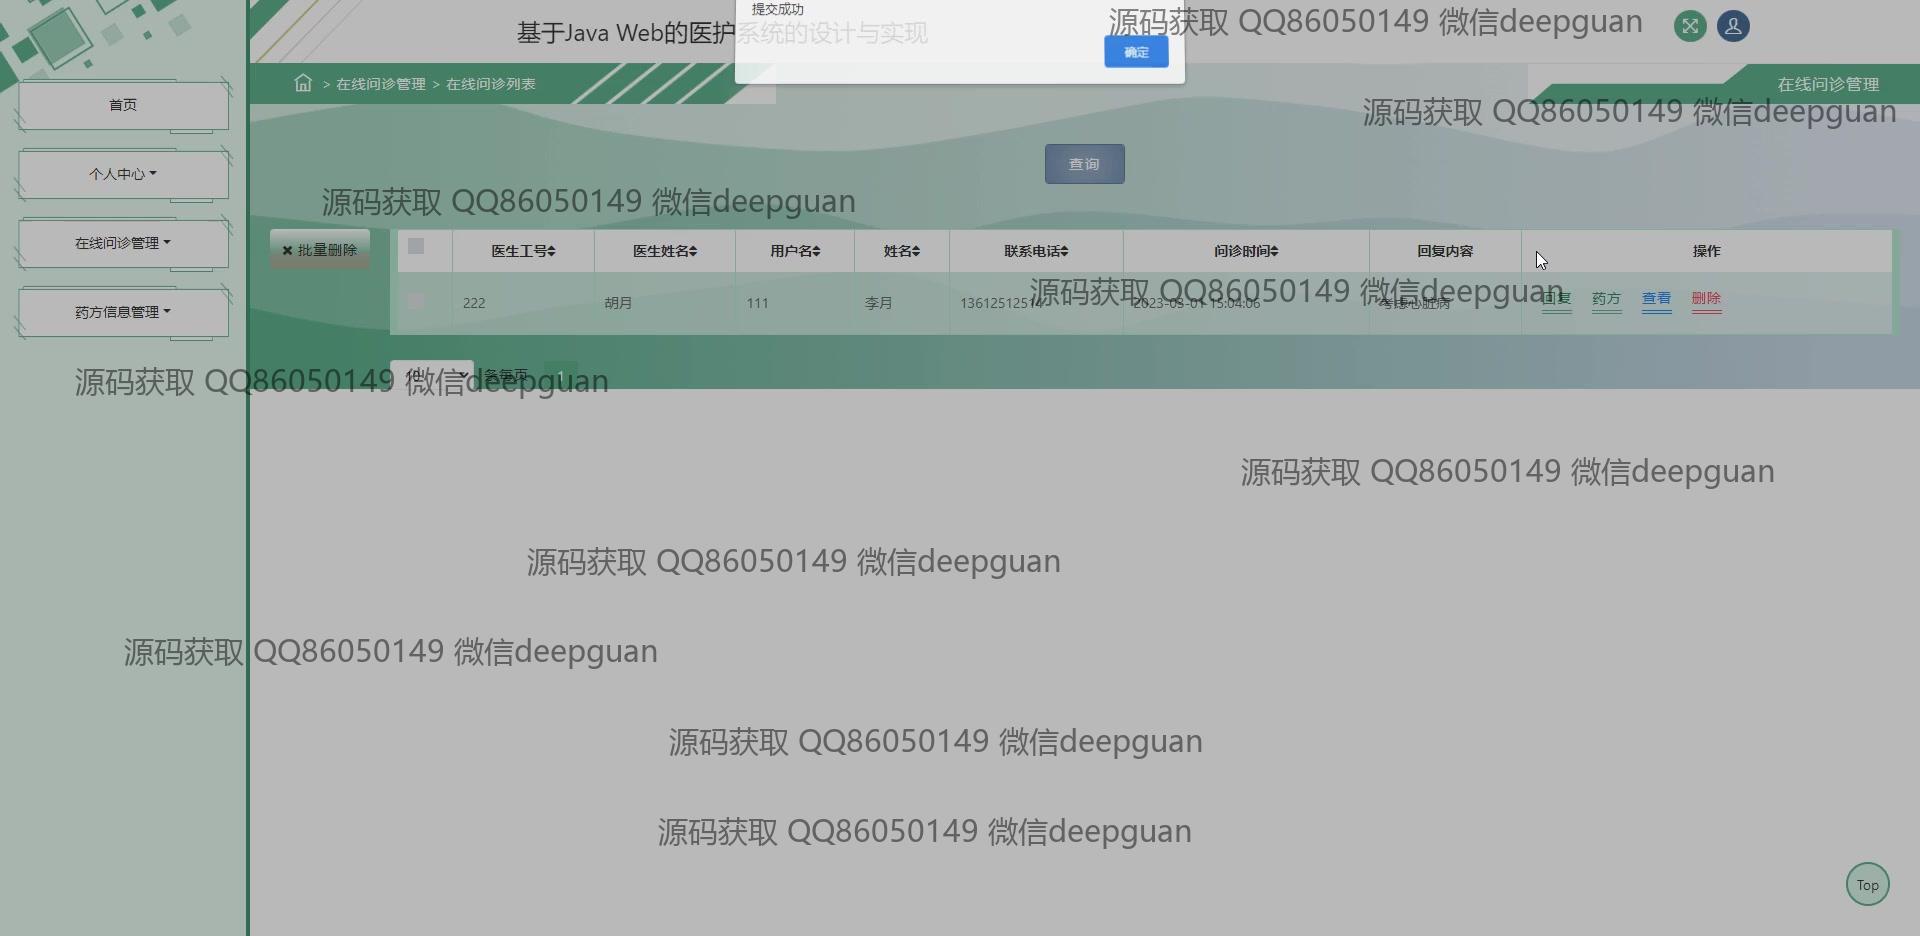 提交成功
确定
基于Java Web的医护系统的设计与实现
源码获取 QQ86050149 微信deepguan
> 在线问诊管理 > 在线问诊列表
在线问诊管理
源码获取 QQ86050149 微信deepguan
首页
个人中心
在线问诊管理
药方信息管理
查询
源码获取 QQ86050149 微信deepguan
批量删除
医生工号 医生姓名 用户名 姓名 联系电话 问诊时间 回复内容 操作
源码获取 QQ86050149 微信deepguan
222 胡月 111 李月 2023-03-01 15:04:06 考虑心脏病 回复 药方 查看 删除
10 条每页 1
源码获取 QQ86050149 微信deepguan
源码获取 QQ86050149 微信deepguan
源码获取 QQ86050149 微信deepguan
源码获取 QQ86050149 微信deepguan
源码获取 QQ86050149 微信deepguan
源码获取 QQ86050149 微信deepguan
Top